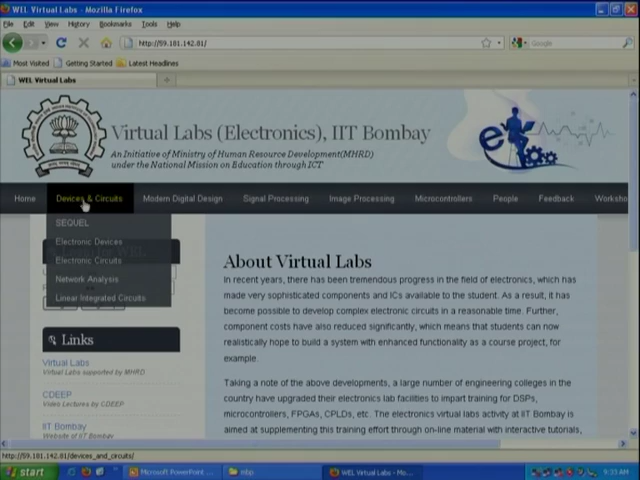 WEL Virtual Labs - Mozilla Firefox
File Edit View History Bookmarks Tools Help
http://59.181.142.81/
Google
Most Visited Getting Started Latest Headlines
WEL Virtual Labs
Virtual Labs (Electronics), IIT Bombay
An Initiative of Ministry of Human Resource Development(MHRD)
under the National Mission on Education through ICT
Home Devices & Circuits Modern Digital Design Signal Processing Image Processing Microcontrollers People Feedback Worksho
SEQUEL
Electronic Devices
Electronic Circuits
Network Analysis
Linear Integrated Circuits
Links
Virtual Labs
Virtual Labs supported by MHRD
CDEEP
Video Lectures by CDEEP
IIT Bombay
Website of IIT Bombay
About Virtual Labs
In recent years, there has been tremendous progress in the field of electronics, which has
made very sophisticated components and ICs available to the student. As a result, it has
become possible to develop complex electronic circuits in a reasonable time. Further,
component costs have also reduced significantly, which means that students can now
realistically hope to build a system with enhanced functionality as a course project, for
example.
Taking a note of the above developments, a large number of engineering colleges in the
country have upgraded their electronics lab facilities to impart training for DSPs,
microcontrollers, FPGAs, CPLDs, etc. The electronics virtual labs activity at IIT Bombay is
aimed at supplementing this training effort through on-line material with interactive tutorials,
http://59.181.142.81/devices_and_circuits/
start Microsoft PowerPoint ... mbp WEL Virtual Labs - Mo... 9:33 AM